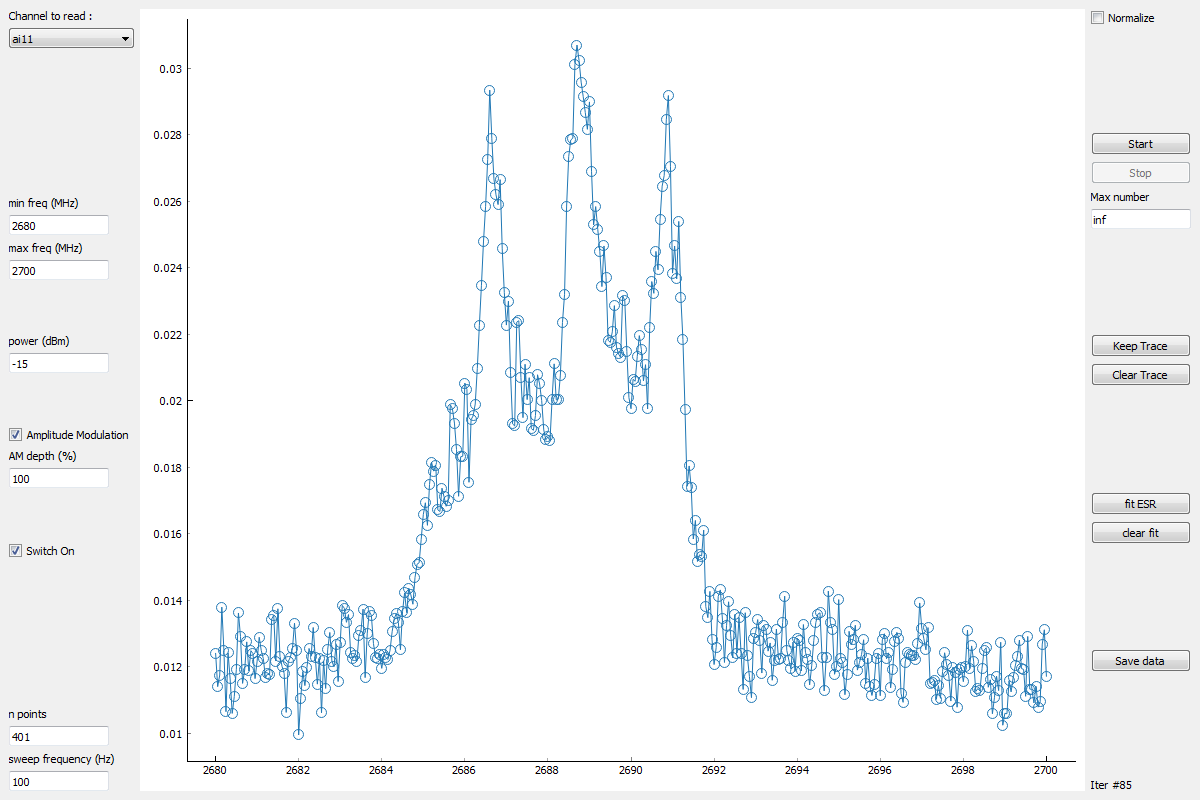 Channel to read :
ai11
min freq (MHz)
2680
max freq (MHz)
2700
power (dBm)
-15
Amplitude Modulation
AM depth (%)
100
Switch On
n points
401
sweep frequency (Hz)
100
0.03
0.028
0.026
0.024
0.022
0.02
0.018
0.016
0.014
0.012
0.01
2680 2682 2684 2686 2688 2690 2692 2694 2696 2698 2700
Normalize
Start
Stop
Max number
inf
Keep Trace
Clear Trace
fit ESR
clear fit
Save data
Iter #85